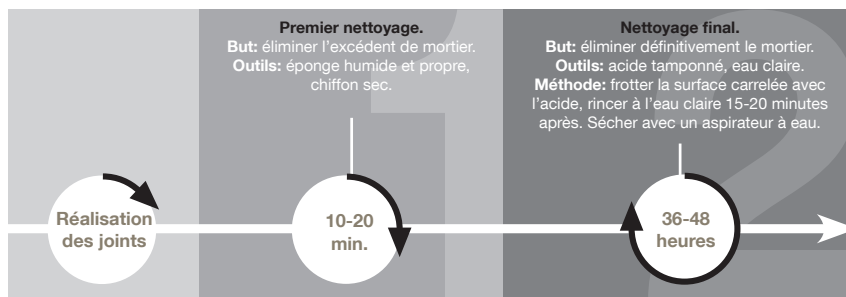 Premier nettoyage.
But: éliminer l'excédent de mortier.
Outils: éponge humide et propre,
chiffon sec.
Nettoyage final.
But: éliminer définitivement le mortier.
Outils: acide tamponné, eau claire.
Méthode: frotter la surface carrelée avec
l'acide, rincer à l'eau claire 15-20 minutes
après. Sécher avec un aspirateur à eau.
Réalisation
des joints
10-20
min.
36-48
heures
1
2